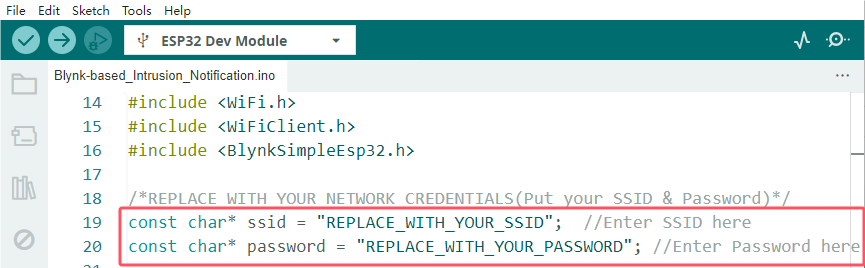 File Edit Sketch Tools Help
ESP32 Dev Module
Blynk-based_Intrusion_Notification.ino ...
14 #include <WiFi.h>
15 #include <WiFiClient.h>
16 #include <BlynkSimpleEsp32.h>
17
18 /*REPLACE WITH YOUR NETWORK CREDENTIALS(Put your SSID & Password)*/
19 const char* ssid = "REPLACE_WITH_YOUR_SSID";  //Enter SSID here
20 const char* password = "REPLACE_WITH_YOUR_PASSWORD"; //Enter Password here